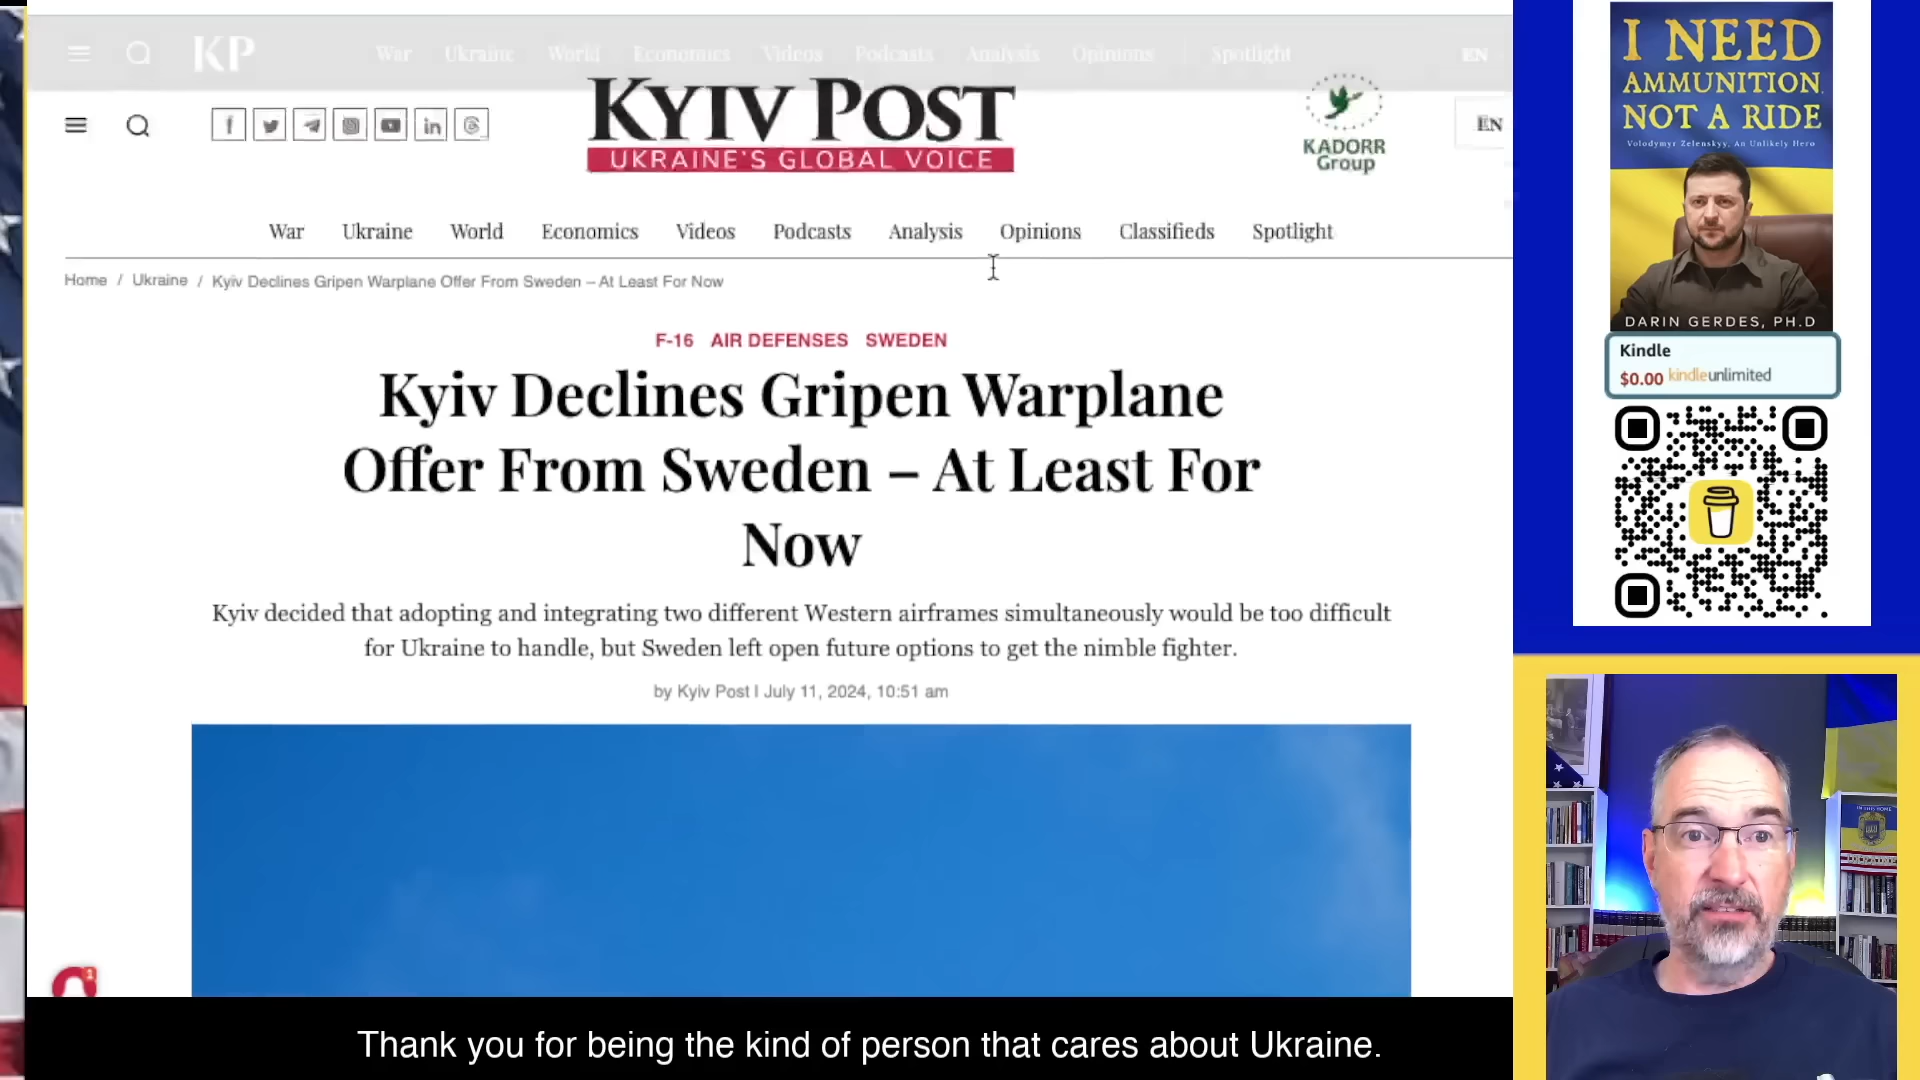 KP
War Ukraine World Economics Videos Podcasts Analysis Opinions Spotlight EN
KYIV POST
UKRAINE'S GLOBAL VOICE
KADORR
Group
EN
War Ukraine World Economics Videos Podcasts Analysis Opinions Classifieds Spotlight
Home / Ukraine / Kyiv Declines Gripen Warplane Offer From Sweden – At Least For Now
F-16 AIR DEFENSES SWEDEN
Kyiv Declines Gripen Warplane
Offer From Sweden – At Least For
Now
Kyiv decided that adopting and integrating two different Western airframes simultaneously would be too difficult
for Ukraine to handle, but Sweden left open future options to get the nimble fighter.
by Kyiv Post | July 11, 2024, 10:51 am
1
Thank you for being the kind of person that cares about Ukraine.
I NEED
AMMUNITION,
NOT A RIDE
Volodymyr Zelenskyy, An Unlikely Hero
DARIN GERDES, PH.D
Kindle
$0.00 kindleunlimited
IN THIS HOME
UKRAINE